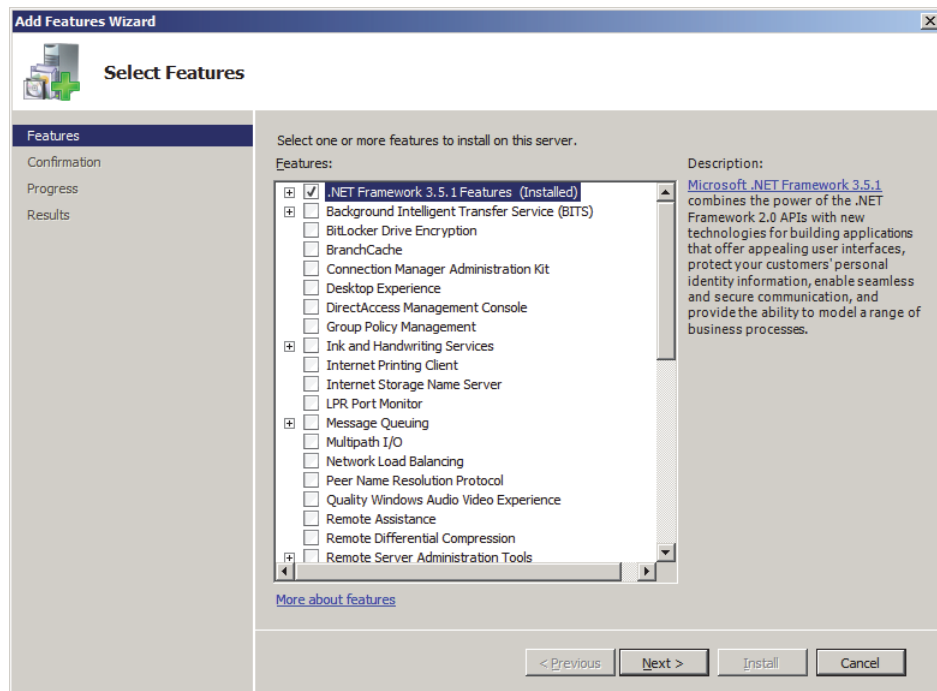 Add Features Wizard
Select Features
Features
Confirmation
Progress
Results
Select one or more features to install on this server.
Features:
.NET Framework 3.5.1 Features (Installed)
Background Intelligent Transfer Service (BITS)
BitLocker Drive Encryption
BranchCache
Connection Manager Administration Kit
Desktop Experience
DirectAccess Management Console
Group Policy Management
Ink and Handwriting Services
Internet Printing Client
Internet Storage Name Server
LPR Port Monitor
Message Queuing
Multipath I/O
Network Load Balancing
Peer Name Resolution Protocol
Quality Windows Audio Video Experience
Remote Assistance
Remote Differential Compression
Remote Server Administration Tools
Description:
Microsoft .NET Framework 3.5.1
combines the power of the .NET
Framework 2.0 APIs with new
technologies for building applications
that offer appealing user interfaces,
protect your customers' personal
identity information, enable seamless
and secure communication, and
provide the ability to model a range of
business processes.
More about features
< Previous
Next >
Install
Cancel